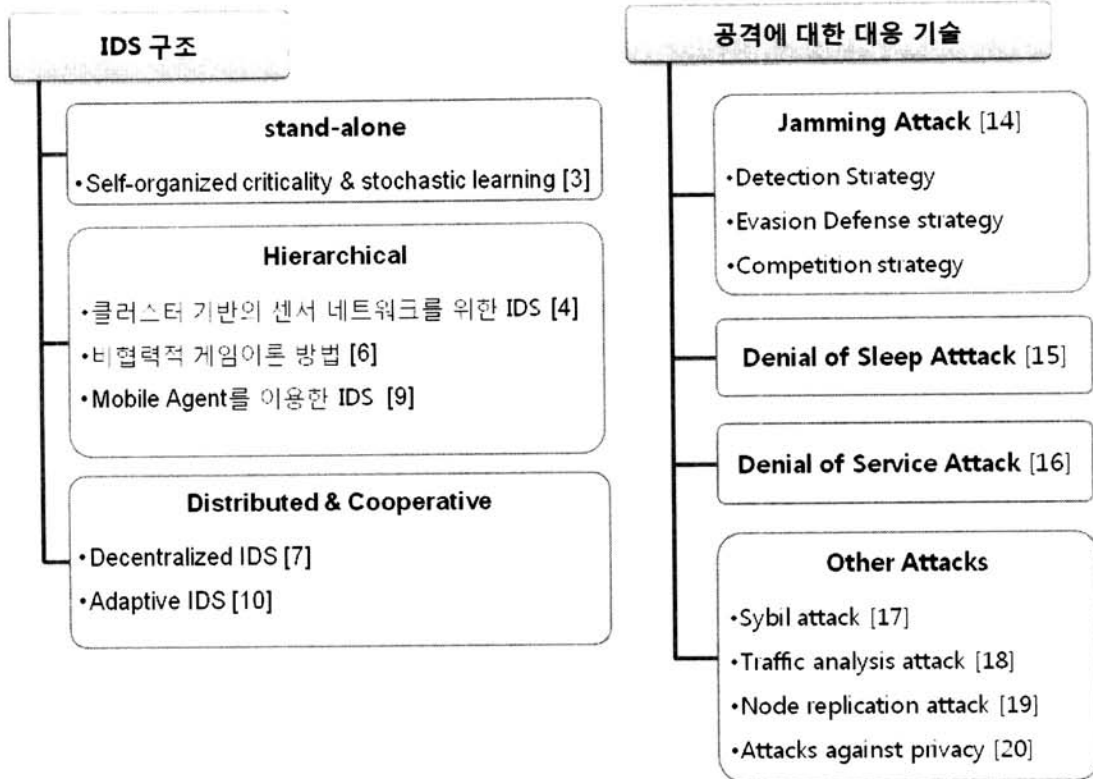 IDS 구조
stand-alone
•Self-organized criticality & stochastic learning [3]
Hierarchical
•클러스터 기반의 센서 네트워크를 위한 IDS [4]
•비협력적 게임이론 방법 [6]
•Mobile Agent를 이용한 IDS [9]
Distributed & Cooperative
•Decentralized IDS [7]
•Adaptive IDS [10]
공격에 대한 대응 기술
Jamming Attack [14]
•Detection Strategy
•Evasion Defense strategy
•Competition strategy
Denial of Sleep Atttack [15]
Denial of Service Attack [16]
Other Attacks
•Sybil attack [17]
•Traffic analysis attack [18]
•Node replication attack [19]
•Attacks against privacy [20]